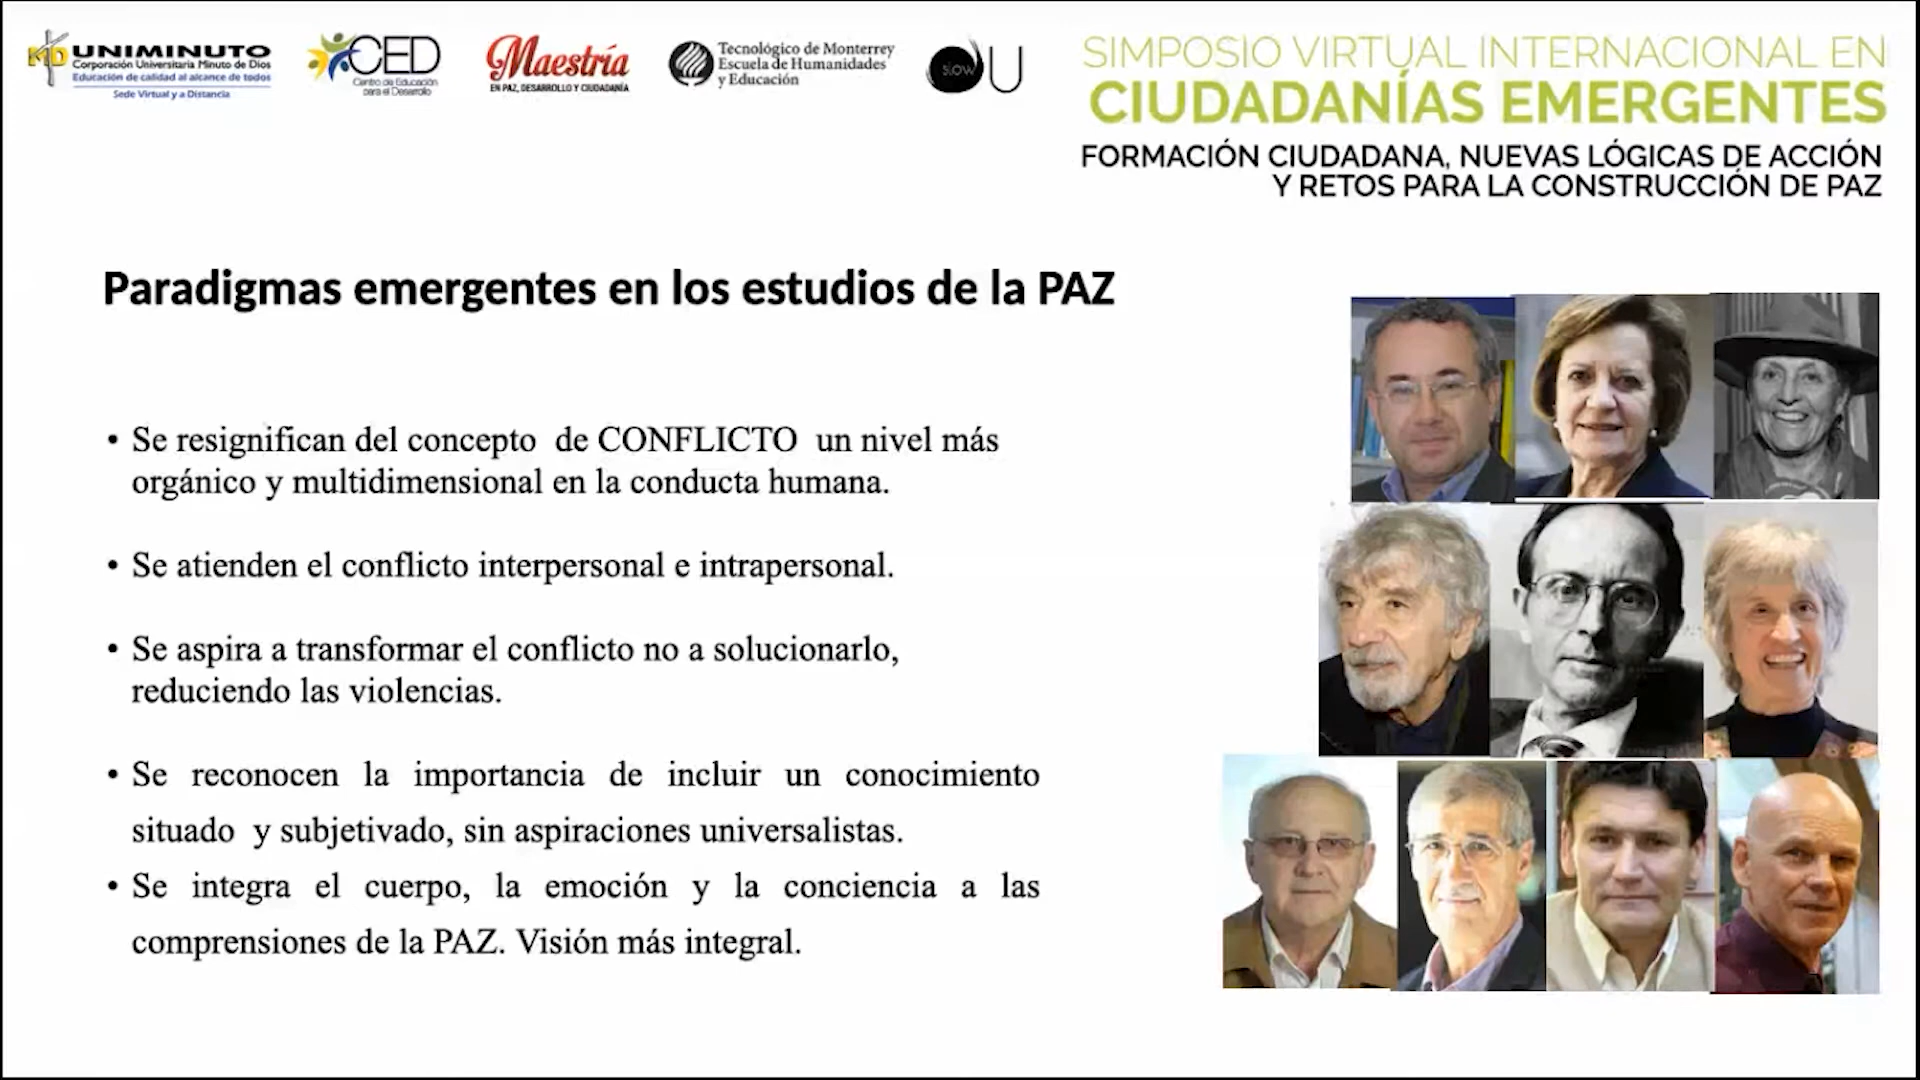 UNIMINUTO
Corporación Universitaria Minuto de Dios
Educación de calidad al alcance de todos
Sede Virtual y a Distancia
CED
Centro de Educación
para el Desarrollo
Maestría
EN PAZ, DESARROLLO Y CIUDADANÍA
Tecnológico de Monterrey
Escuela de Humanidades
y Educación
slow U
SIMPOSIO VIRTUAL INTERNACIONAL EN
CIUDADANÍAS EMERGENTES
FORMACIÓN CIUDADANA, NUEVAS LÓGICAS DE ACCIÓN
Y RETOS PARA LA CONSTRUCCIÓN DE PAZ
Paradigmas emergentes en los estudios de la PAZ
• Se resignifican del concepto de CONFLICTO un nivel más
orgánico y multidimensional en la conducta humana.
• Se atienden el conflicto interpersonal e intrapersonal.
• Se aspira a transformar el conflicto no a solucionarlo,
reduciendo las violencias.
• Se reconocen la importancia de incluir un conocimiento
situado y subjetivado, sin aspiraciones universalistas.
• Se integra el cuerpo, la emoción y la conciencia a las
comprensiones de la PAZ. Visión más integral.